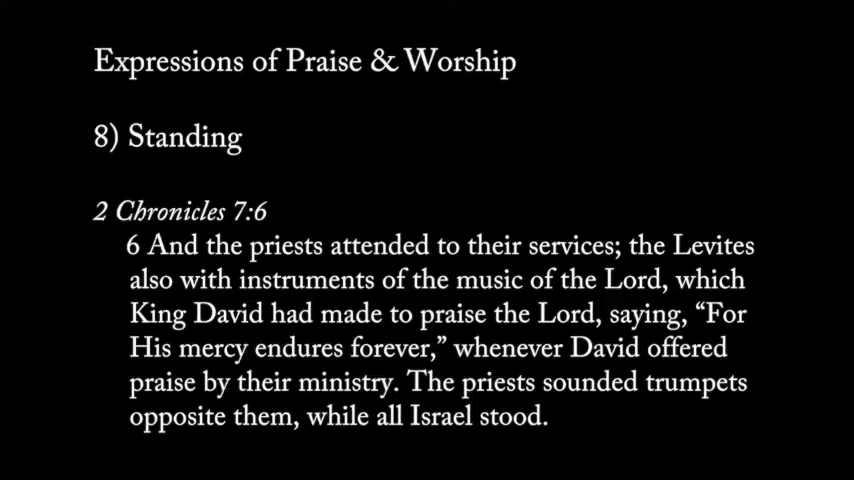 Expressions of Praise & Worship
8) Standing
2 Chronicles 7:6
6 And the priests attended to their services; the Levites
also with instruments of the music of the Lord, which
King David had made to praise the Lord, saying, “For
His mercy endures forever,” whenever David offered
praise by their ministry. The priests sounded trumpets
opposite them, while all Israel stood.